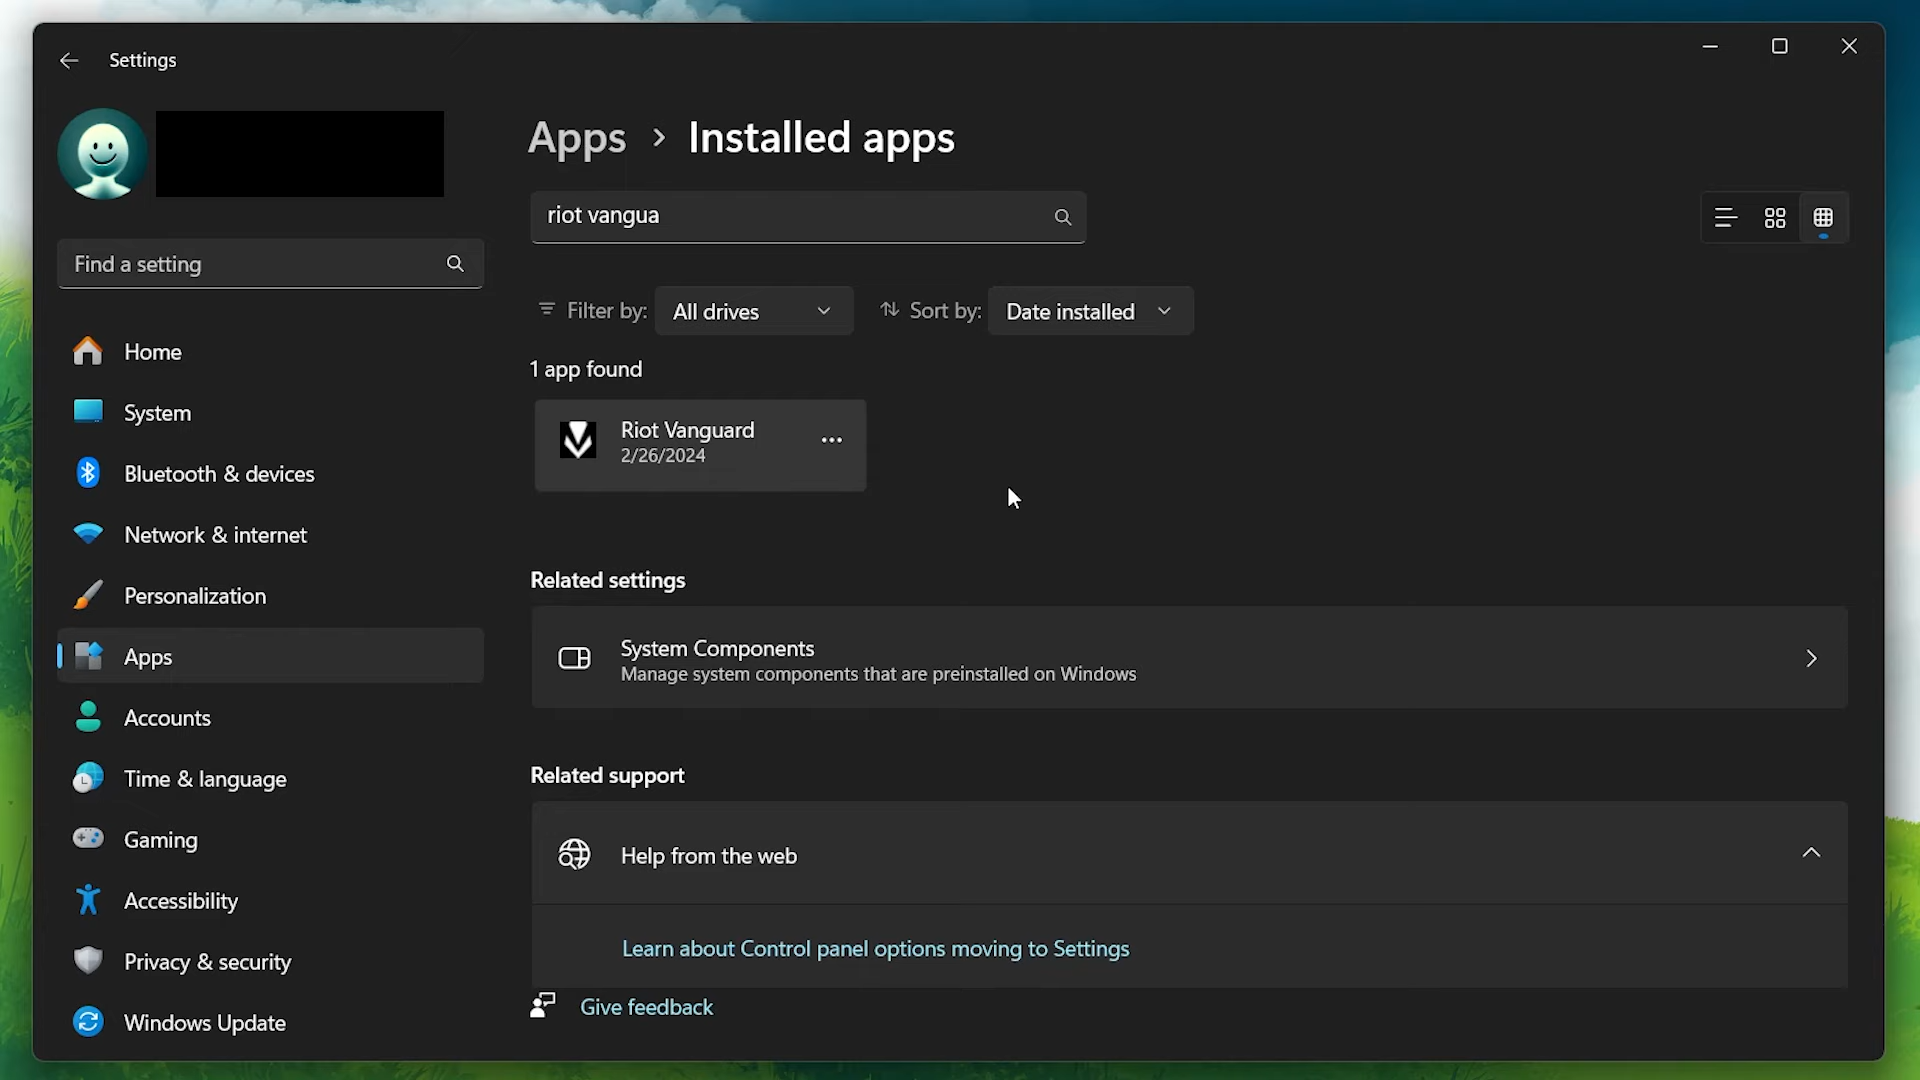 Settings
Find a setting
Home
System
Bluetooth & devices
Network & internet
Personalization
Apps
Accounts
Time & language
Gaming
Accessibility
Privacy & security
Windows Update
Apps > Installed apps
riot vangua
Filter by: All drives Sort by: Date installed
1 app found
Riot Vanguard
2/26/2024
Related settings
System Components
Manage system components that are preinstalled on Windows
Related support
Help from the web
Learn about Control panel options moving to Settings
Give feedback